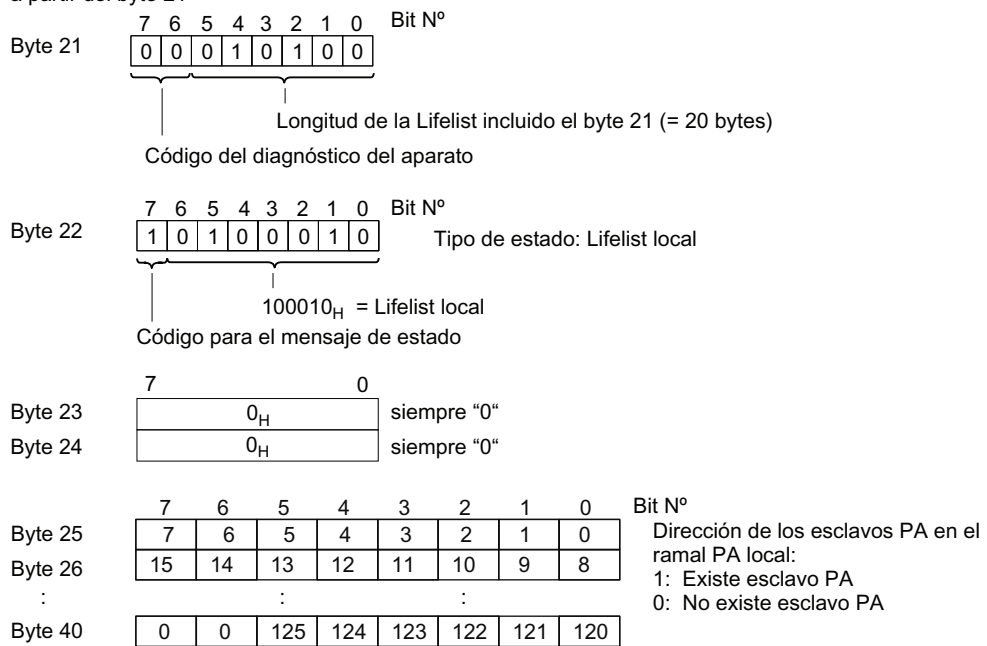 7 6 5 4 3 2 1 0 Bit Nº
Byte 21 0 0 0 1 0 1 0 0
Longitud de la Lifelist incluido el byte 21 (= 20 bytes)
Código del diagnóstico del aparato
7 6 5 4 3 2 1 0 Bit Nº
Byte 22 1 0 1 0 0 0 1 0 Tipo de estado: Lifelist local
100010H = Lifelist local
Código para el mensaje de estado
7 0
Byte 23 0H siempre “0“
Byte 24 0H siempre “0“
7 6 5 4 3 2 1 0 Bit Nº
Byte 25 7 6 5 4 3 2 1 0 Dirección de los esclavos PA en el
ramal PA local:
Byte 26 15 14 13 12 11 10 9 8
1: Existe esclavo PA
: : : 0: No existe esclavo PA
Byte 40 0 0 125 124 123 122 121 120